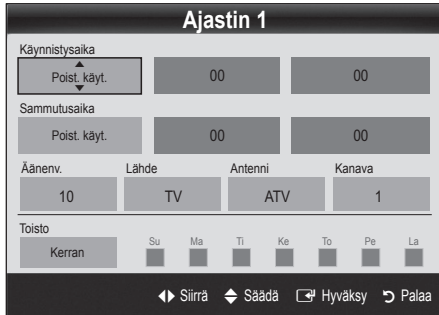 Ajastin 1
Käynnistysaika
Poist. käyt. 00 00
Sammutusaika
Poist. käyt. 00 00
Äänenv. Lähde Antenni Kanava
10 TV ATV 1
Toisto
Su Ma Ti Ke To Pe La
Kerran
Siirrä Säädä Hyväksy Palaa